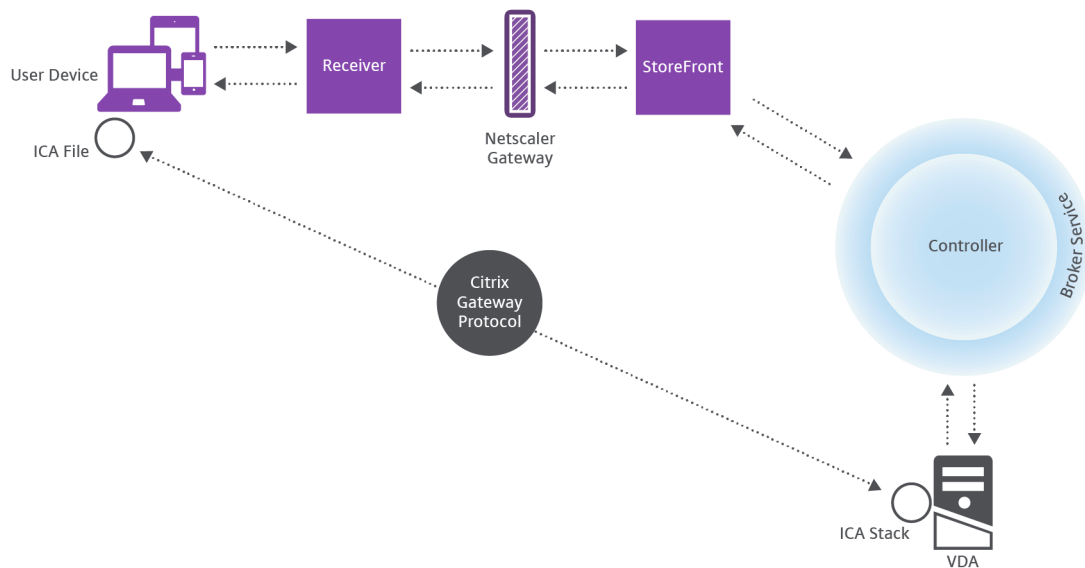 User Device
Receiver
StoreFront
Netscaler
Gateway
ICA File
Controller
Broker Service
Citrix
Gateway
Protocol
ICA Stack
VDA